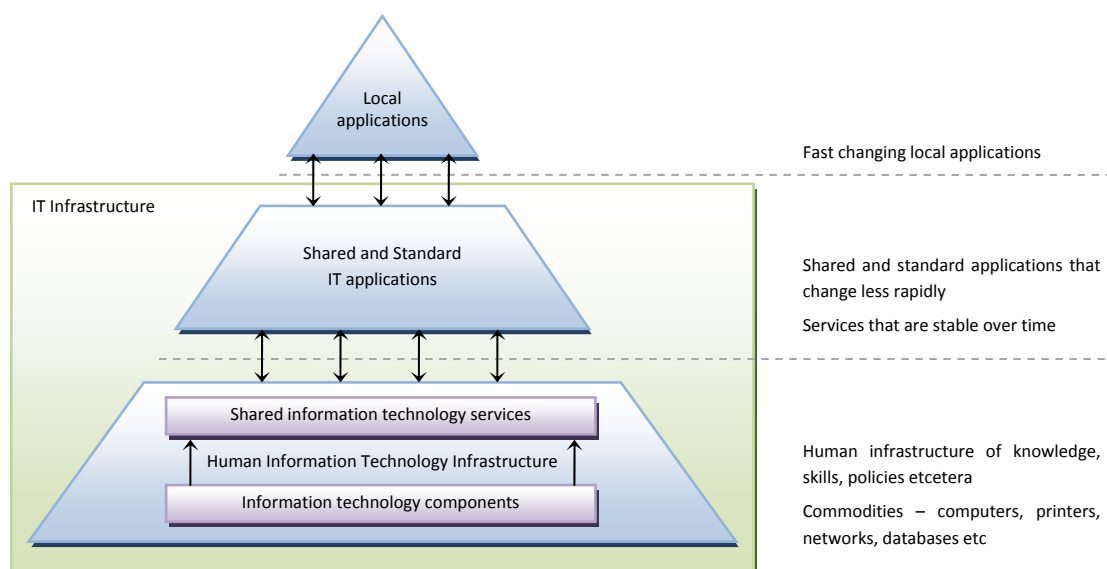 Local
applications
Fast changing local applications
IT Infrastructure
Shared and Standard
IT applications
Shared and standard applications that
change less rapidly
Services that are stable over time
Shared information technology services
Human Information Technology Infrastructure
Information technology components
Human infrastructure of knowledge,
skills, policies etcetera
Commodities – computers, printers,
networks, databases etc